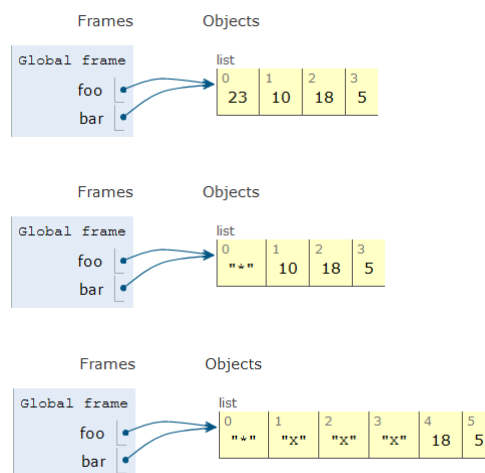 Frames Objects
Global frame
list
0 1 2 3
foo
23 10 18 5
bar
Frames Objects
Global frame
list
0 1 2 3
foo
"*" 10 18 5
bar
Frames Objects
Global frame
list
0 1 2 3 4 5
foo
"*" "X" "X" "X" 18 5
bar